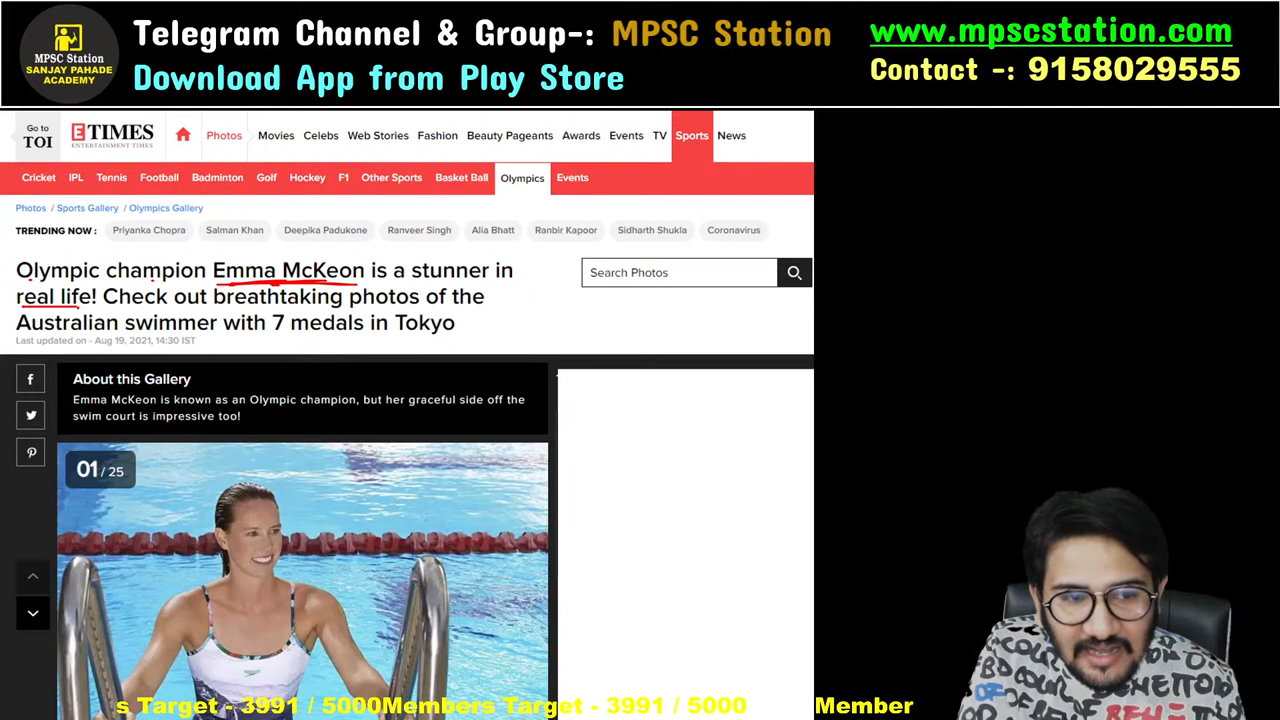 MPSC Station
SANJAY PAHADE
ACADEMY
Telegram Channel & Group-: MPSC Station
Download App from Play Store
www.mpscstation.com
Contact -: 9158029555
Go to
TOI
ETIMES
ENTERTAINMENT TIMES
Photos Movies Celebs Web Stories Fashion Beauty Pageants Awards Events TV Sports News
Cricket IPL Tennis Football Badminton Golf Hockey F1 Other Sports Basket Ball Olympics Events
Photos / Sports Gallery / Olympics Gallery
TRENDING NOW : Priyanka Chopra Salman Khan Deepika Padukone Ranveer Singh Alia Bhatt Ranbir Kapoor Sidharth Shukla Coronavirus
Olympic champion Emma McKeon is a stunner in
real life! Check out breathtaking photos of the
Australian swimmer with 7 medals in Tokyo
Search Photos
Last updated on - Aug 19, 2021, 14:30 IST
About this Gallery
Emma McKeon is known as an Olympic champion, but her graceful side off the
swim court is impressive too!
01 / 25
s Target - 3991 / 5000Members Target - 3991 / 5000 Member